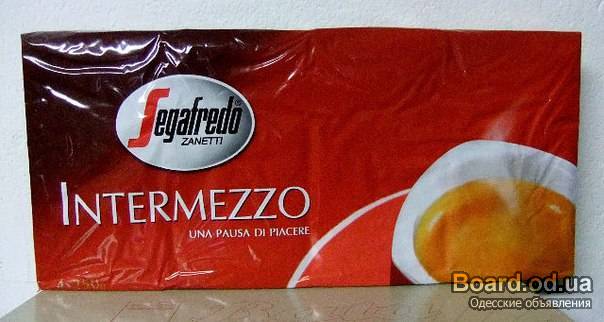 Segafredo®
ZANETTI
INTERMEZZO
UNA PAUSA DI PIACERE
Board.od.ua
Одесские объявления